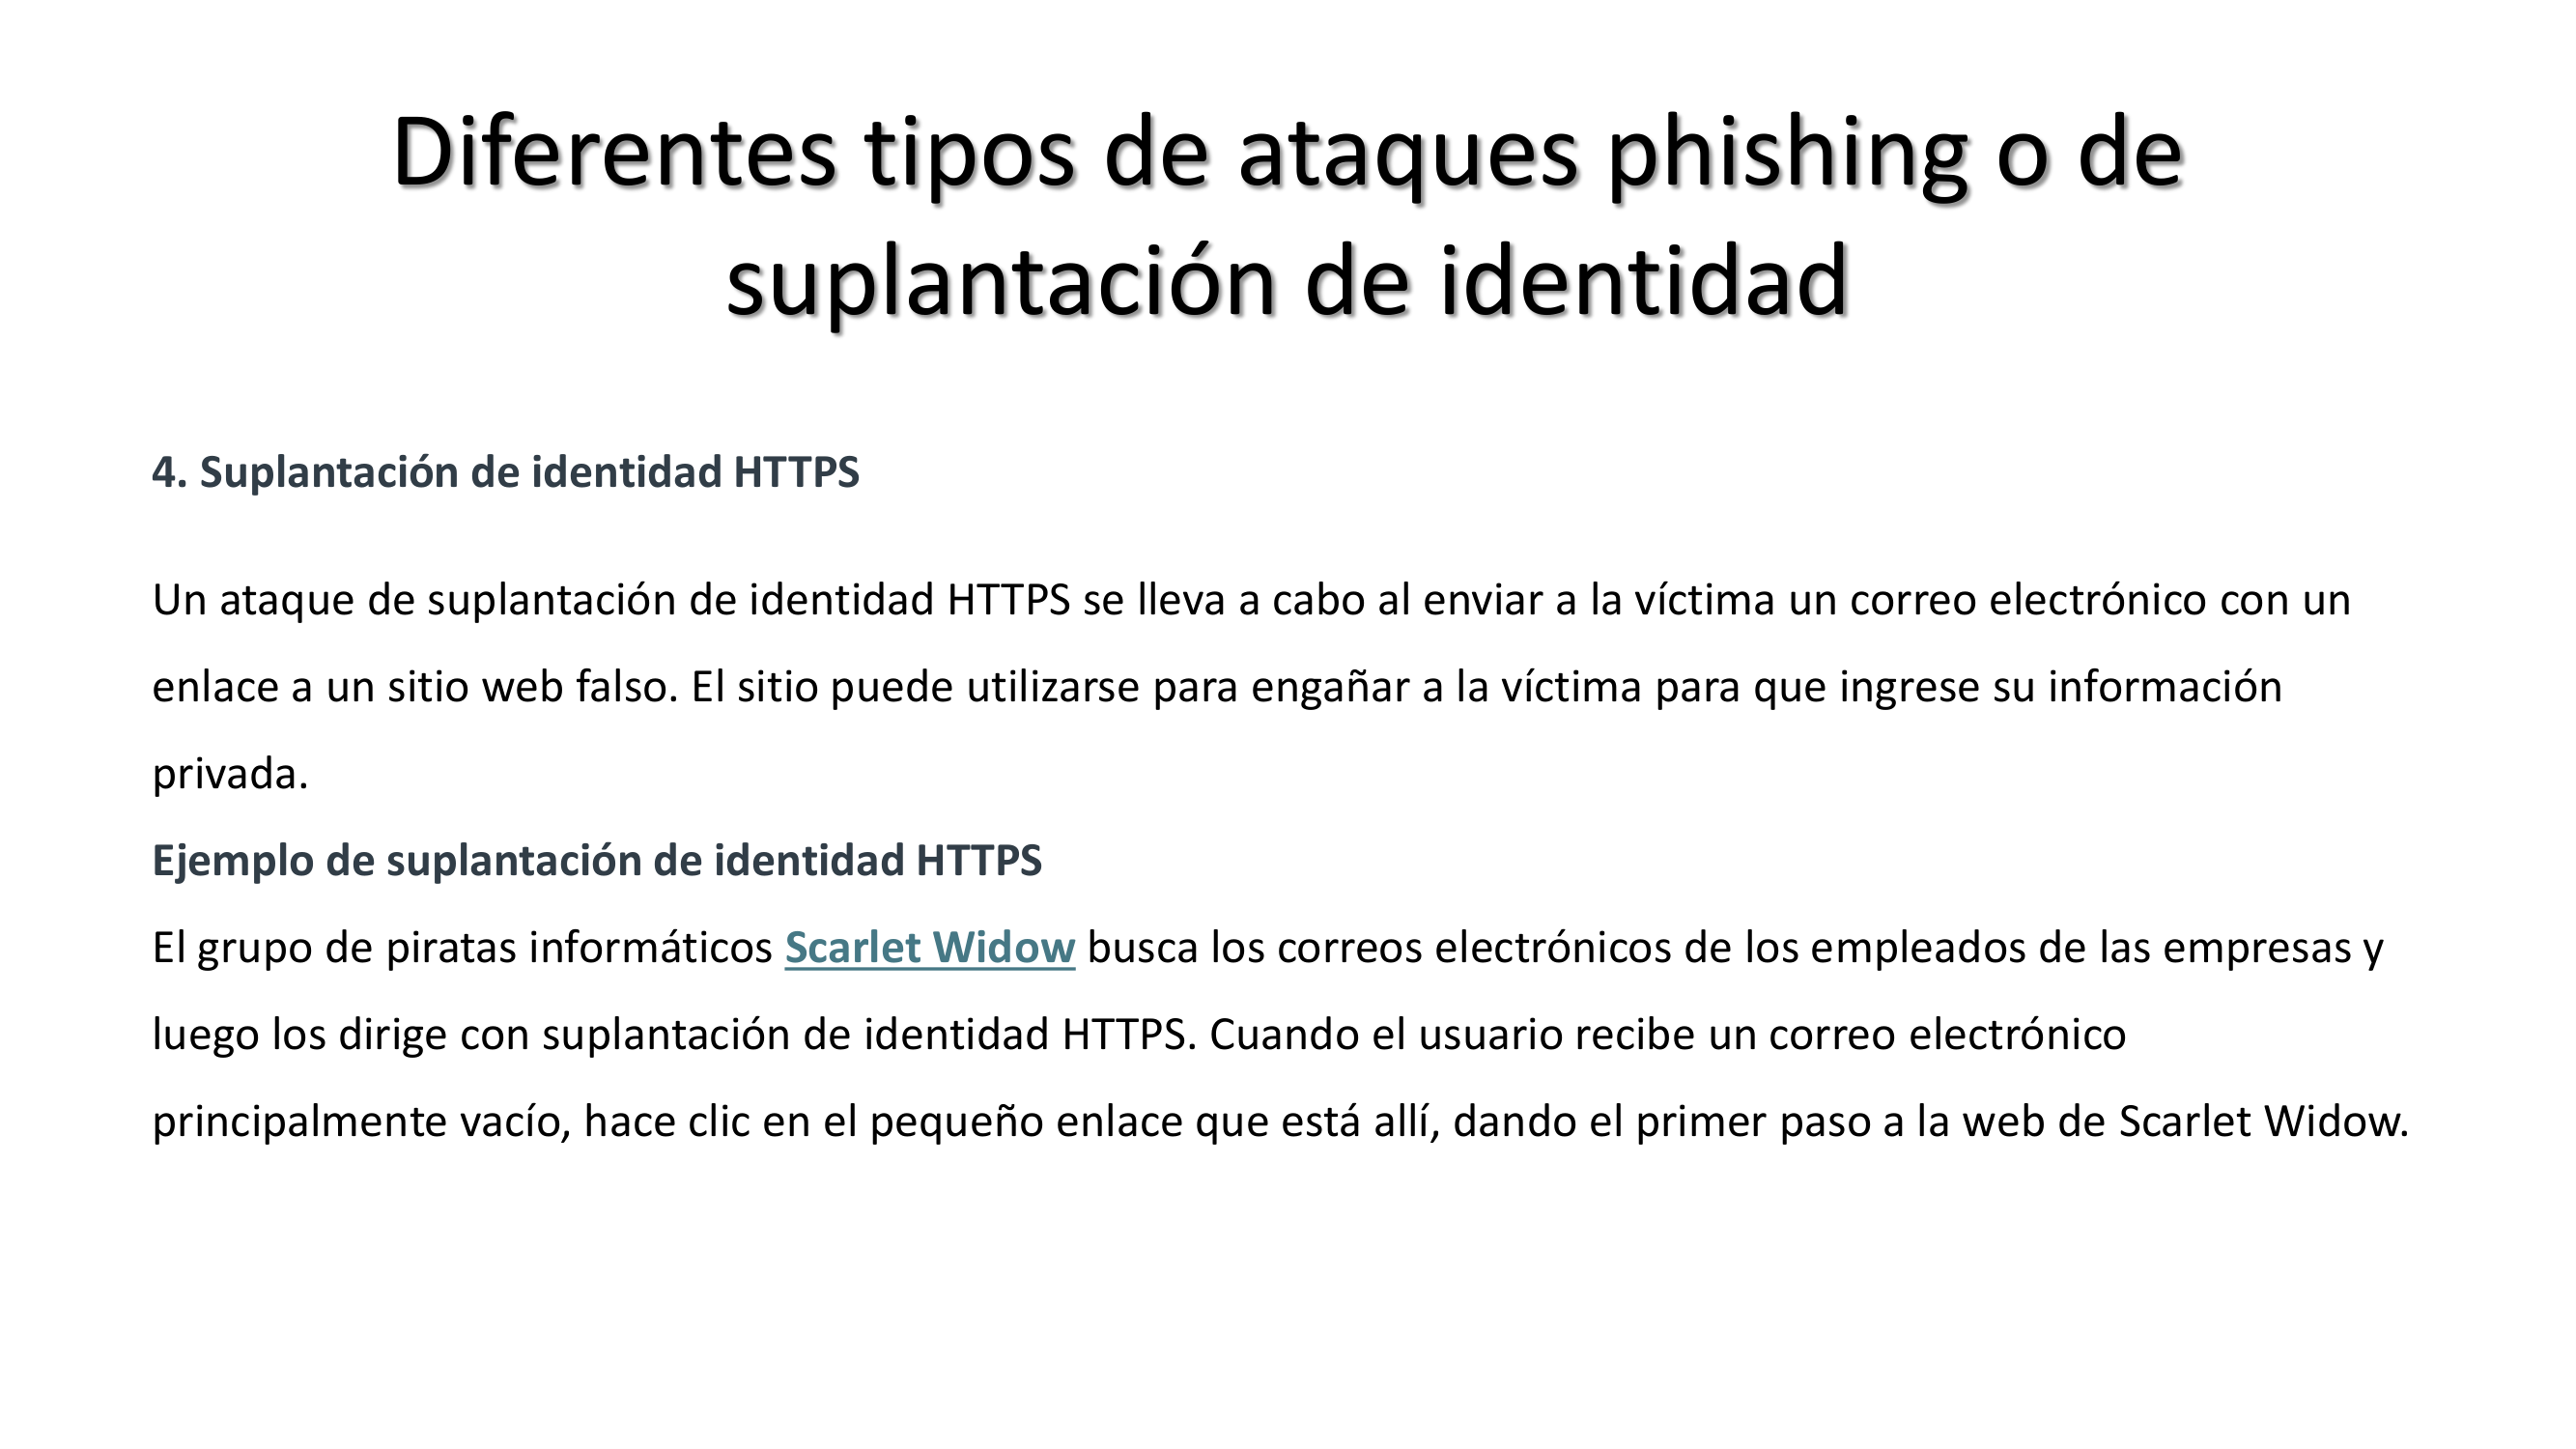 Diferentes tipos de ataques phishing o de
suplantación de identidad
4. Suplantación de identidad HTTPS
Un ataque de suplantación de identidad HTTPS se lleva a cabo al enviar a la víctima un correo electrónico con un
enlace a un sitio web falso. El sitio puede utilizarse para engañar a la víctima para que ingrese su información
privada.
Ejemplo de suplantación de identidad HTTPS
El grupo de piratas informáticos Scarlet Widow busca los correos electrónicos de los empleados de las empresas y
luego los dirige con suplantación de identidad HTTPS. Cuando el usuario recibe un correo electrónico
principalmente vacío, hace clic en el pequeño enlace que está allí, dando el primer paso a la web de Scarlet Widow.